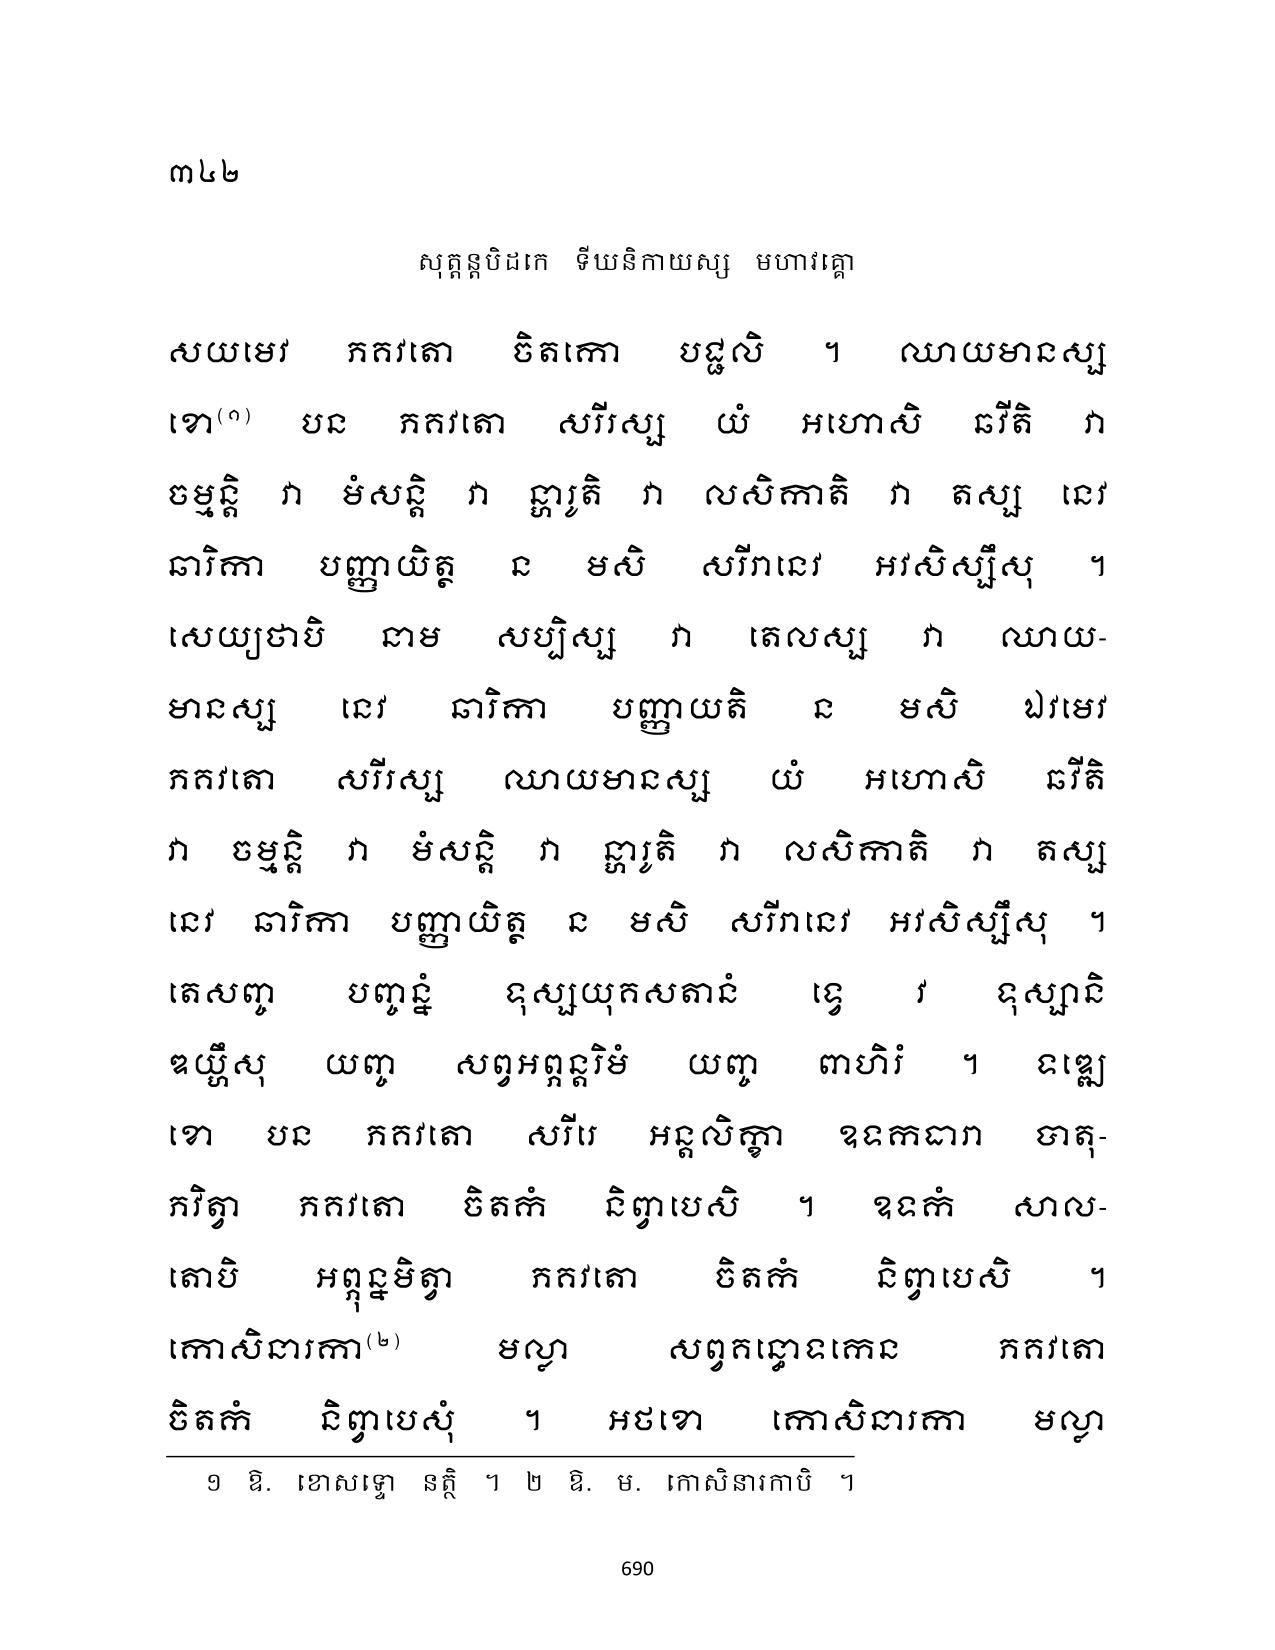 ៣៤២
សុត្តន្តបិដកេ ទីឃនិកាយស្ស មហាវគ្គោ
សយមេវ ភគវតោ ចិតកោ បជ្ជលិ ។ ឈាយមានស្ស
ខោ(១) បន ភគវតោ សរីរស្ស យំ អហោសិ ឆវីតិ វា
ចម្មន្តិ វា មំសន្តិ វា ន្ហារូតិ វា លសិកាតិ វា តស្ស នេវ
ឆារិកា បញ្ញាយិត្ថ ន មសិ សរីរានេវ អវសិស្សឹសុ ។
សេយ្យថាបិ នាម សប្បិស្ស វា តេលស្ស វា ឈាយ-
មានស្ស នេវ ឆារិកា បញ្ញាយតិ ន មសិ ឯវមេវ
ភគវតោ សរីរស្ស ឈាយមានស្ស យំ អហោសិ ឆវីតិ
វា ចម្មន្តិ វា មំសន្តិ វា ន្ហារូតិ វា លសិកាតិ វា តស្ស
នេវ ឆារិកា បញ្ញាយិត្ថ ន មសិ សរីរានេវ អវសិស្សឹសុ ។
តេសញ្ច បញ្ចន្នំ ទុស្សយុគសតានំ ទ្វេ វ ទុស្សានិ
ឌយ្ហឹសុ យញ្ច សព្វអព្ភន្តរិមំ យញ្ច ពាហិរំ ។ ទឌ្ឍេ
ខោ បន ភគវតោ សរីរេ អន្តលិក្ខា ឧទកធារា បាតុ-
ភវិត្វា ភគវតោ ចិតកំ និព្វាបេសិ ។ ឧទកំ សាល-
តោបិ អព្ភុន្នមិត្វា ភគវតោ ចិតកំ និព្វាបេសិ ។
កោសិនារកា(២) មល្លា សព្វគន្ធោទកេន ភគវតោ
ចិតកំ និព្វាបេសុំ ។ អថខោ កោសិនារកា មល្លា
១ ឱ. ខោសទ្ទោ នត្ថិ ។ ២ ឱ. ម. កោសិនារកាបិ ។
690